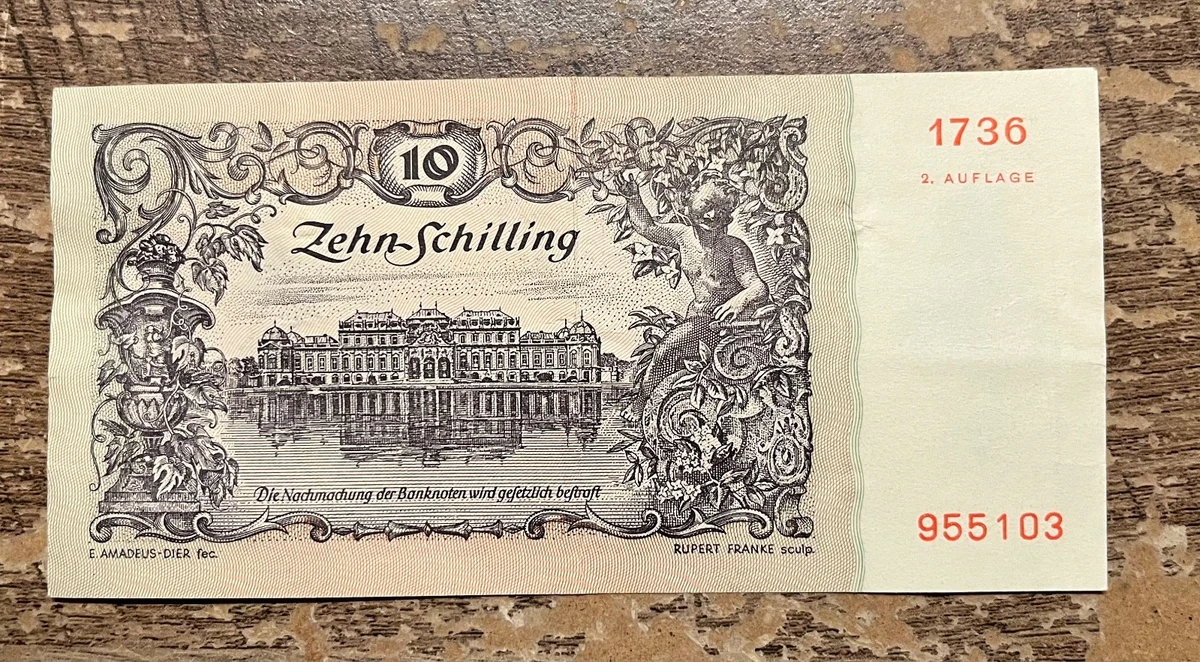 10
Zehn Schilling
Die Nachmachung der Banknoten wird gesetzlich bestraft
E. AMADEUS-DIER fec.
RUPERT FRANKE sculp.
1736
2. AUFLAGE
955103